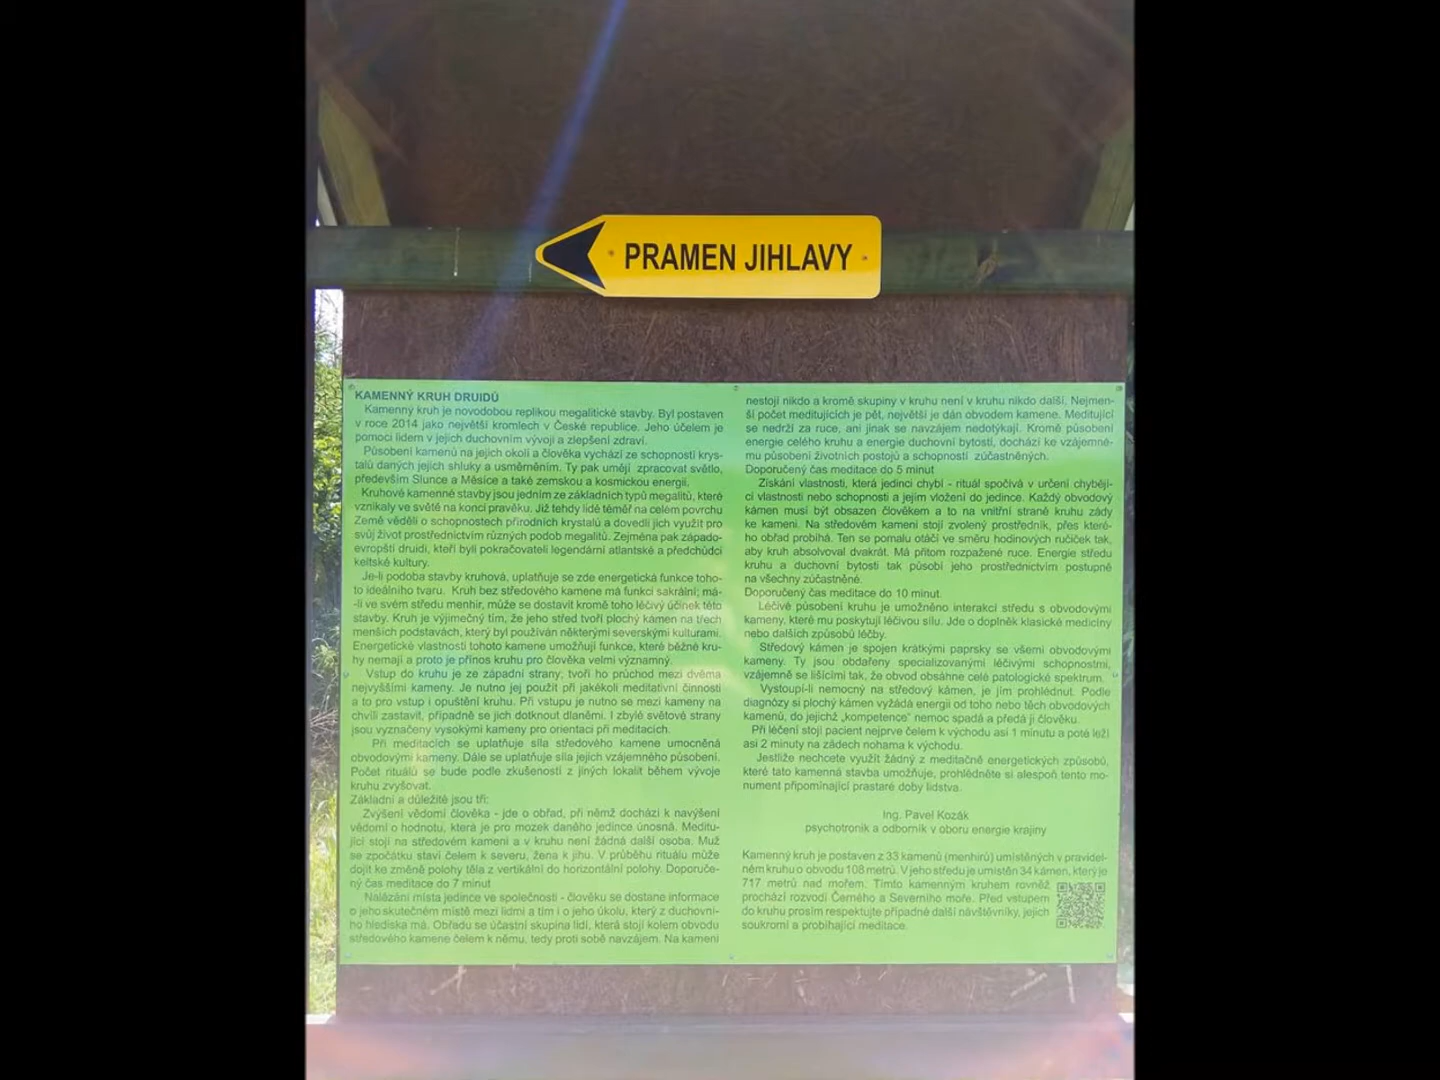 PRAMEN JIHLAVY
KAMENNÝ KRUH DRUIDŮ
Kamenný kruh je novodobou replikou megalitické stavby. Byl postaven
v roce 2014 jako největší kromlech v České republice. Jeho účelem je
pomoci lidem v jejich duchovním vývoji a zlepšení zdraví.
Působení kamenů na jejich okolí a člověka vychází ze schopností krys-
talů daných jejich shluky a usměrněním. Ty pak umějí zpracovat světlo,
především Slunce a Měsíce a také zemskou a kosmickou energii.
Kruhové kamenné stavby jsou jedním ze základních typů megalitů, které
vznikaly ve světě na konci pravěku. Již tehdy lidé téměř na celém povrchu
Země věděli o schopnostech přírodních krystalů a dovedli jich využít pro
svůj život prostřednictvím různých podob megalitů. Zejména pak západo-
evropští druidi, kteří byli pokračovateli legendární atlantské a předchůdci
keltské kultury.
Je-li podoba stavby kruhová, uplatňuje se zde energetická funkce toho-
to ideálního tvaru. Kruh bez středového kamene má funkci sakrální; má-
-li ve svém středu menhir, může se dostavit kromě toho léčivý účinek této
stavby. Kruh je výjimečný tím, že jeho střed tvoří plochý kámen na třech
menších podstavách, který byl používán některými severskými kulturami.
Energetické vlastnosti tohoto kamene umožňují funkce, které běžné kru-
hy nemají a proto je přínos kruhu pro člověka velmi významný.
Vstup do kruhu je ze západní strany; tvoří ho průchod mezi dvěma
nejvyššími kameny. Je nutno jej použít při jakékoli meditativní činnosti
a to pro vstup i opuštění kruhu. Při vstupu je nutno se mezi kameny na
chvíli zastavit, případně se jich dotknout dlaněmi. I zbylé světové strany
jsou vyznačeny vysokými kameny pro orientaci při meditacích.
Při meditacích se uplatňuje síla středového kamene umocněná
obvodovými kameny. Dále se uplatňuje síla jejich vzájemného působení.
Počet rituálů se bude podle zkušeností z jiných lokalit během vývoje
kruhu zvyšovat.
Základní a důležité jsou tři:
Zvýšení vědomí člověka - jde o obřad, při němž dochází k navýšení
vědomí o hodnotu, která je pro mozek daného jedince únosná. Meditu-
jící stojí na středovém kameni a v kruhu není žádná další osoba. Muž
se zpočátku staví čelem k severu, žena k jihu. V průběhu rituálu může
dojít ke změně polohy těla z vertikální do horizontální polohy. Doporuče-
ný čas meditace do 7 minut
Nalézání místa jedince ve společnosti - člověku se dostane informace
o jeho skutečném místě mezi lidmi a tím i o jeho úkolu, který z duchovní-
ho hlediska má. Obřadu se účastní skupina lidí, která stojí kolem obvodu
středového kamene čelem k němu, tedy proti sobě navzájem. Na kameni
nestojí nikdo a kromě skupiny v kruhu není v kruhu nikdo další. Nejmen-
ší počet meditujících je pět, největší je dán obvodem kamene. Meditující
se nedrží za ruce, ani jinak se navzájem nedotýkají. Kromě působení
energie celého kruhu a energie duchovní bytosti, dochází ke vzájemné-
mu působení životních postojů a schopností zúčastněných.
Doporučený čas meditace do 5 minut
Získání vlastnosti, která jedinci chybí - rituál spočívá v určení chybějí-
cí vlastnosti nebo schopnosti a jejím vložení do jedince. Každý obvodový
kámen musí být obsazen člověkem a to na vnitřní straně kruhu zády
ke kameni. Na středovém kameni stojí zvolený prostředník, přes které-
ho obřad probíhá. Ten se pomalu otáčí ve směru hodinových ručiček tak,
aby kruh absolvoval dvakrát. Má přitom rozpažené ruce. Energie středu
kruhu a duchovní bytosti tak působí jeho prostřednictvím postupně
na všechny zúčastněné.
Doporučený čas meditace do 10 minut.
Léčivé působení kruhu je umožněno interakcí středu s obvodovými
kameny, které mu poskytují léčivou sílu. Jde o doplněk klasické medicíny
nebo dalších způsobů léčby.
Středový kámen je spojen krátkými paprsky se všemi obvodovými
kameny. Ty jsou obdařeny specializovanými léčivými schopnostmi,
vzájemně se lišícími tak, že obvod obsáhne celé patologické spektrum.
Vystoupí-li nemocný na středový kámen, je jím prohlédnut. Podle
diagnózy si plochý kámen vyžádá energii od toho nebo těch obvodových
kamenů, do jejichž „kompetence“ nemoc spadá a předá ji člověku.
Při léčení stojí pacient nejprve čelem k východu asi 1 minutu a poté leží
asi 2 minuty na zádech nohama k východu.
Jestliže nechcete využít žádný z meditačně energetických způsobů,
které tato kamenná stavba umožňuje, prohlédněte si alespoň tento mo-
nument připomínající prastaré doby lidstva.
Ing. Pavel Kozák
psychotronik a odborník v oboru energie krajiny
Kamenný kruh je postaven z 33 kamenů (menhirů) umístěných v pravidel-
ném kruhu o obvodu 108 metrů. V jeho středu je umístěn 34 kámen, který je
717 metrů nad mořem. Tímto kamenným kruhem rovněž
prochází rozvodí Černého a Severního moře. Před vstupem
do kruhu prosím respektujte případné další návštěvníky, jejich
soukromí a probíhající meditace.